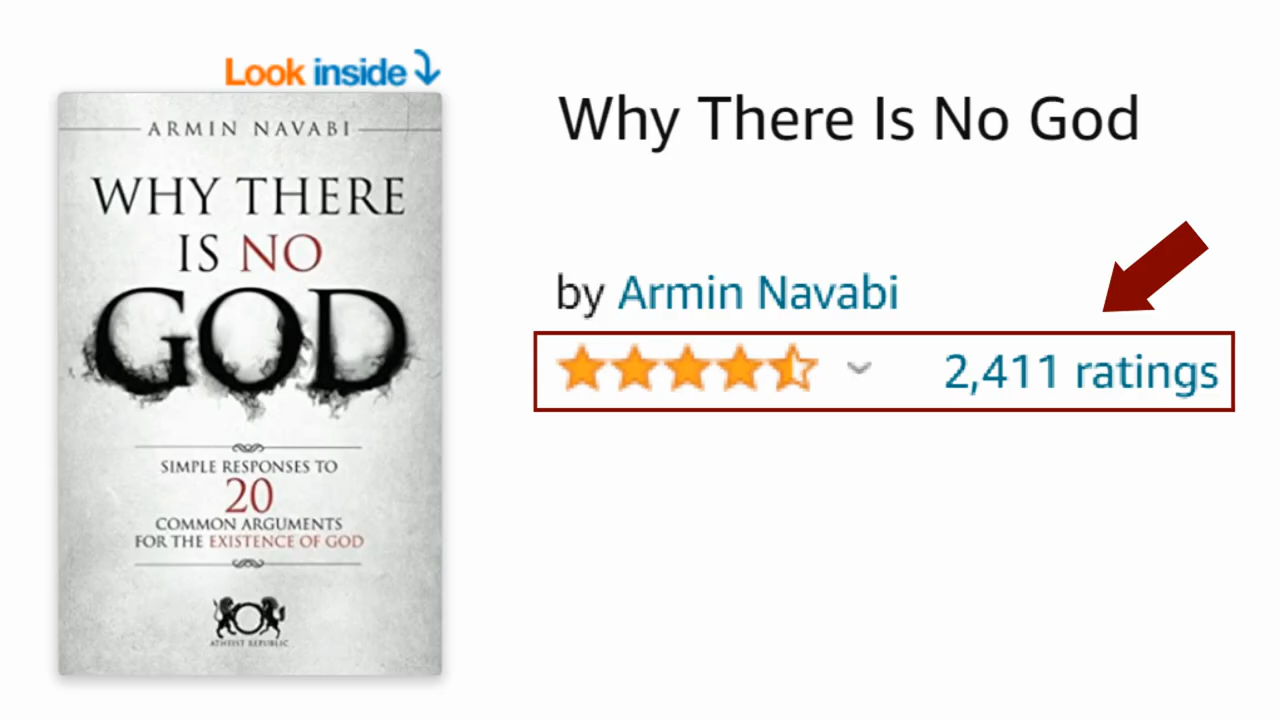 Look inside
ARMIN NAVABI
WHY THERE
IS NO
GOD
SIMPLE RESPONSES TO
20
COMMON ARGUMENTS
FOR THE EXISTENCE OF GOD
ATHEIST REPUBLIC
Why There Is No God
by Armin Navabi
2,411 ratings